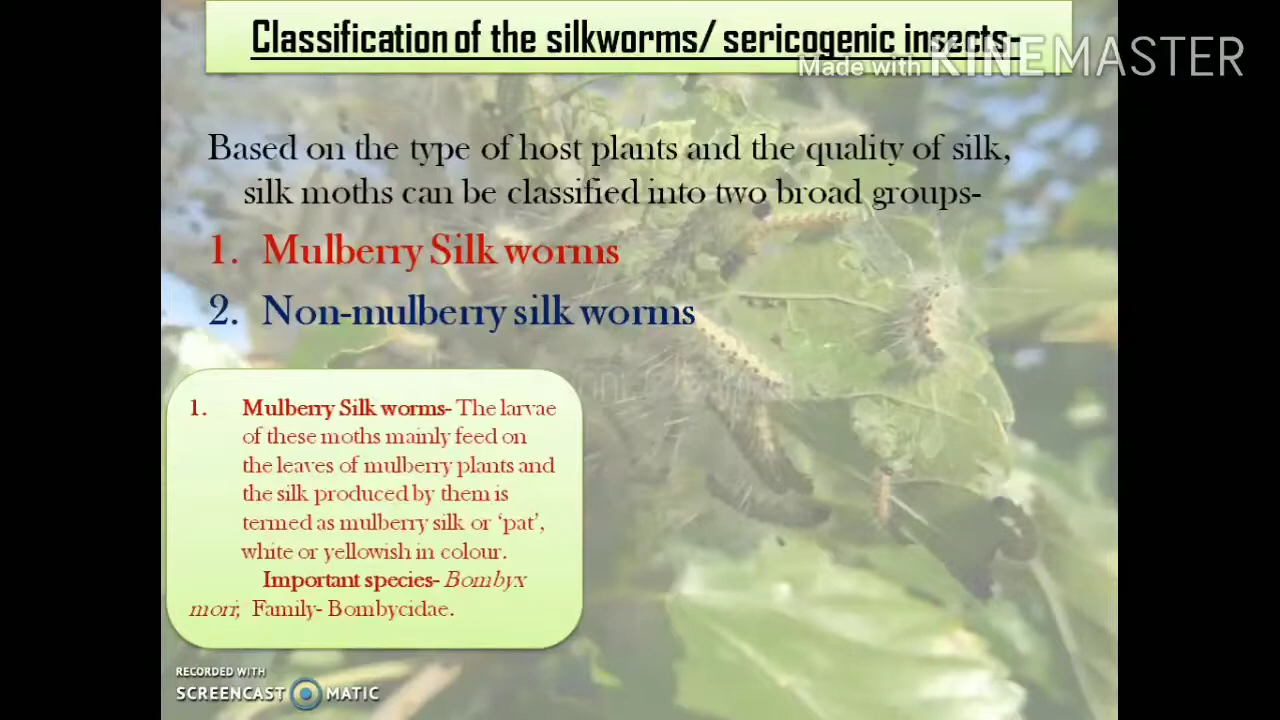 Classification of the silkworms/ sericogenic insects-
Made with KINEMASTER
Based on the type of host plants and the quality of silk,
silk moths can be classified into two broad groups-
1. Mulberry Silk worms
2. Non-mulberry silk worms
1. Mulberry Silk worms- The larvae
of these moths mainly feed on
the leaves of mulberry plants and
the silk produced by them is
termed as mulberry silk or ‘pat’,
white or yellowish in colour.
Important species- Bombyx
mori, Family- Bombycidae.
RECORDED WITH
SCREENCAST MATIC